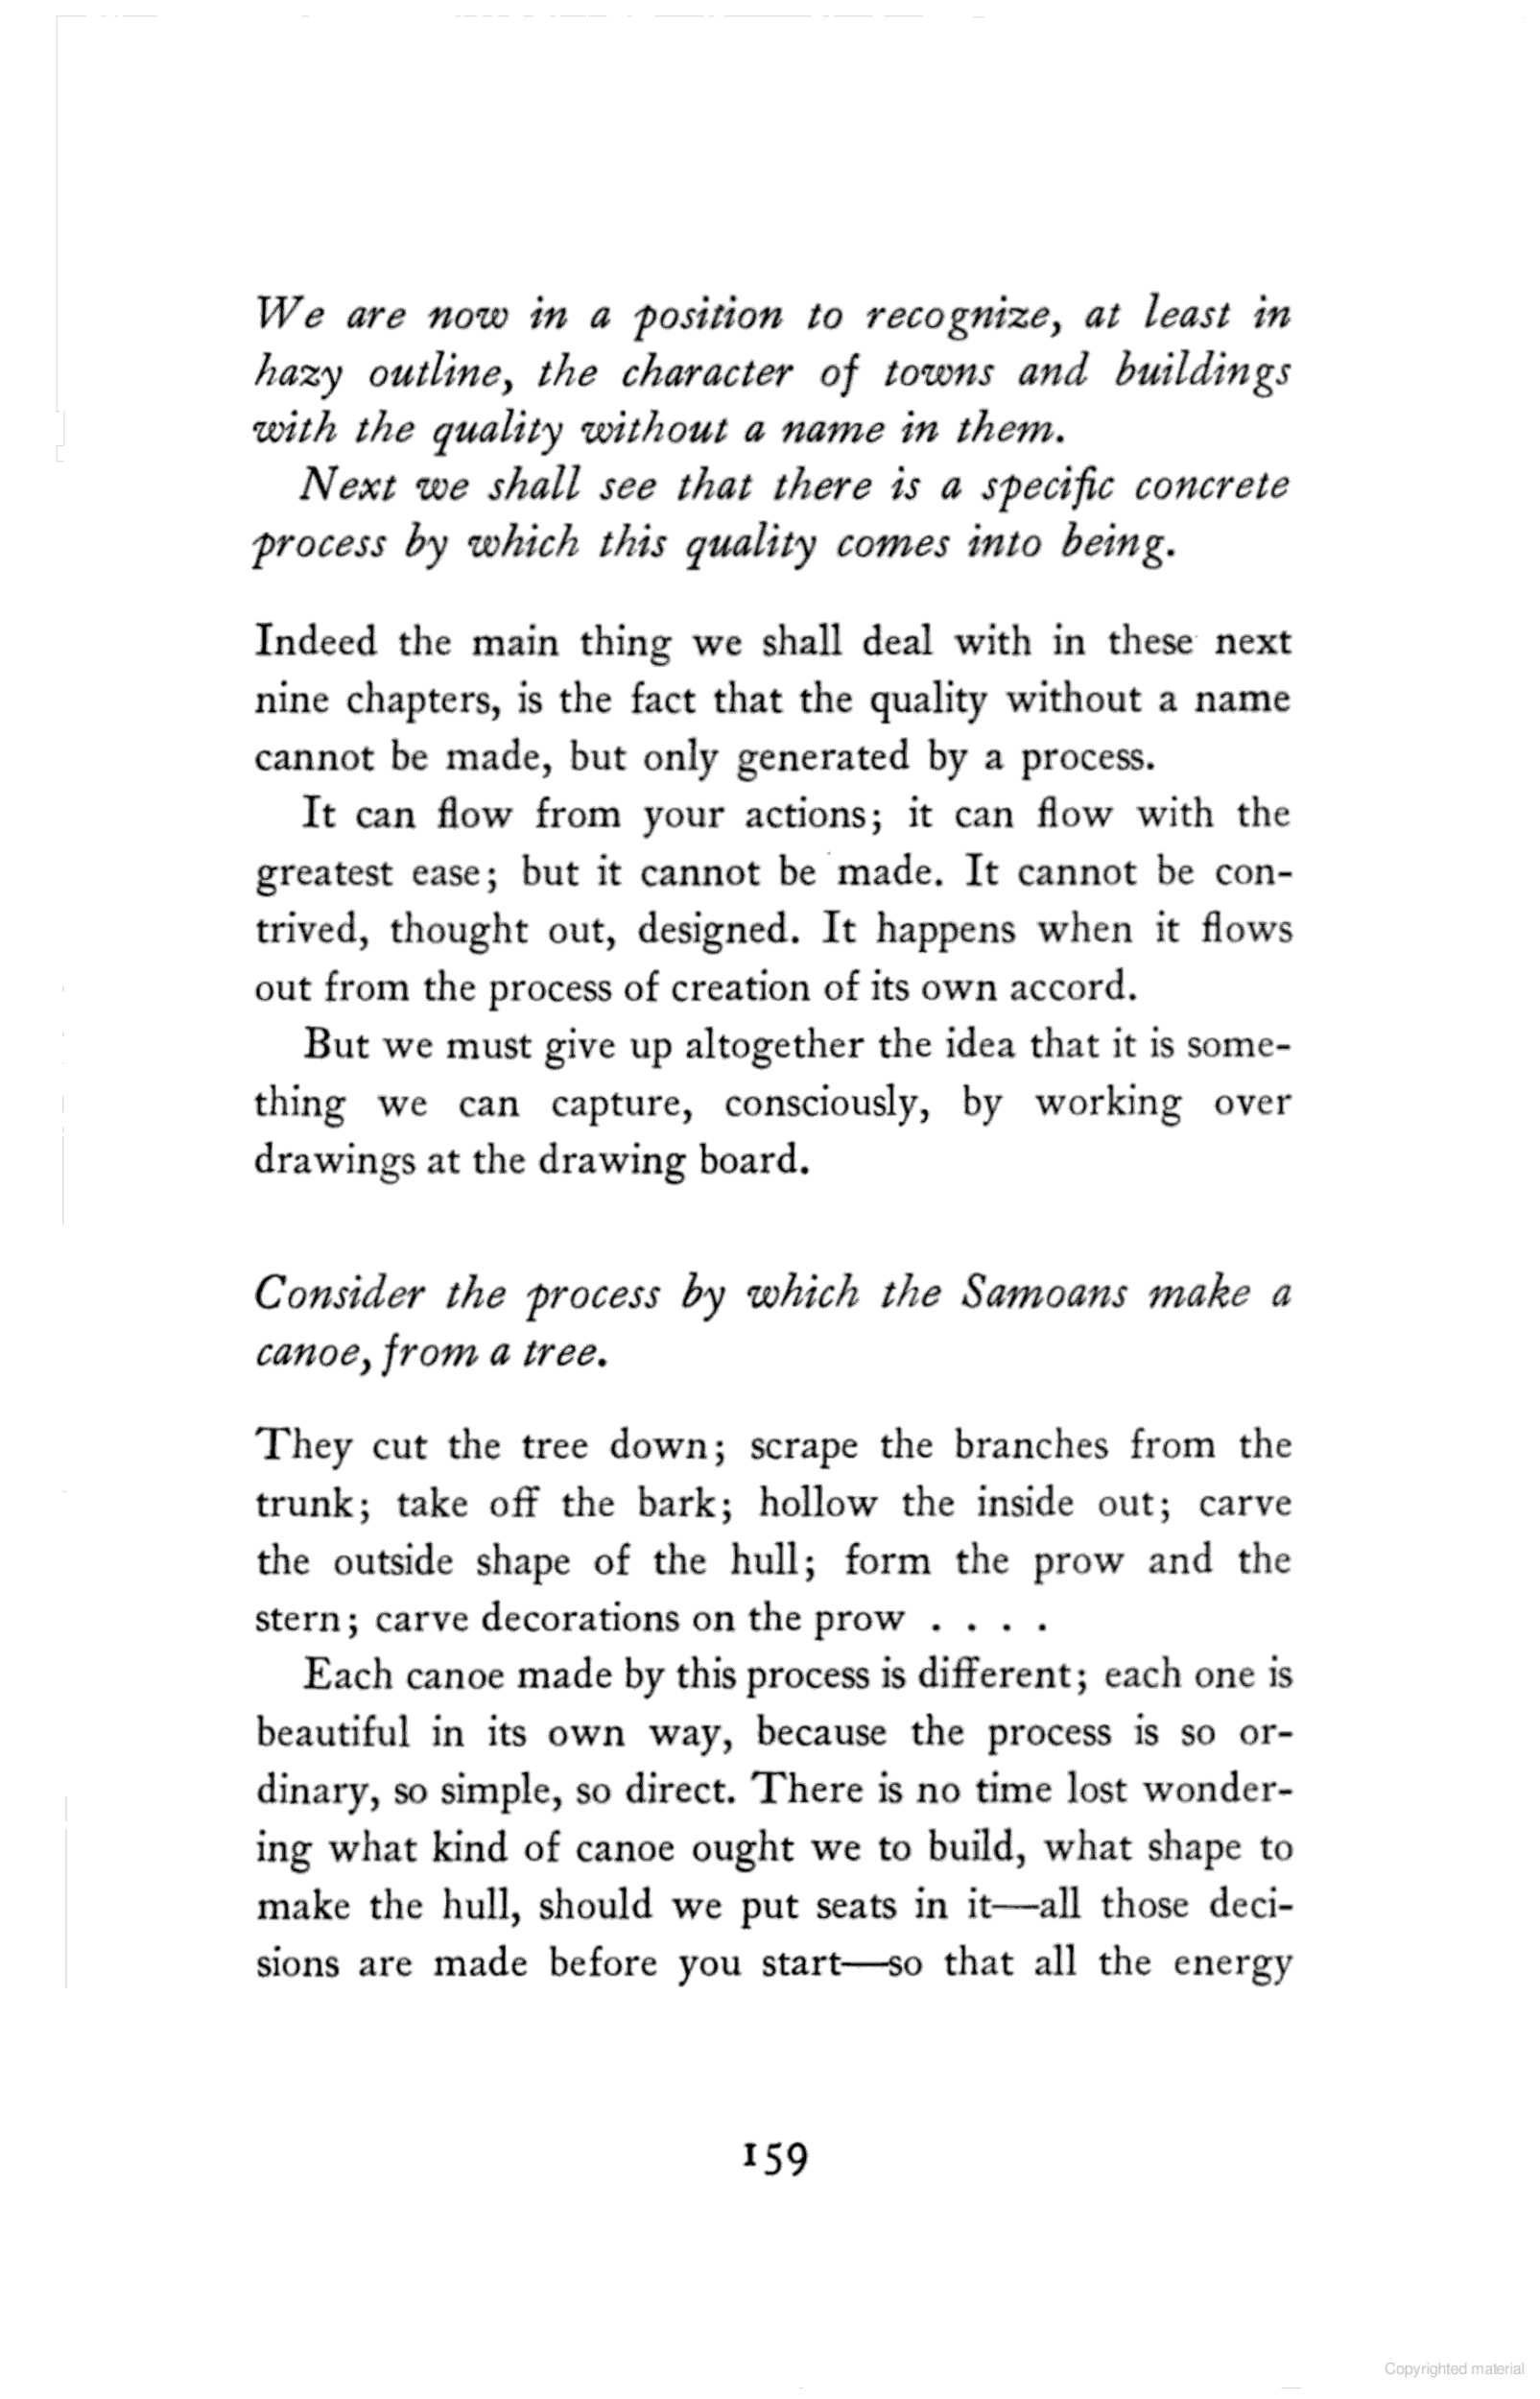 We are now in a position to recognize, at least in
hazy outline, the character of towns and buildings
with the quality without a name in them.
Next we shall see that there is a specific concrete
process by which this quality comes into being.
Indeed the main thing we shall deal with in these next
nine chapters, is the fact that the quality without a name
cannot be made, but only generated by a process.
It can flow from your actions; it can flow with the
greatest ease; but it cannot be made. It cannot be con-
trived, thought out, designed. It happens when it flows
out from the process of creation of its own accord.
But we must give up altogether the idea that it is some-
thing we can capture, consciously, by working over
drawings at the drawing board.
Consider the process by which the Samoans make a
canoe, from a tree.
They cut the tree down; scrape the branches from the
trunk; take off the bark; hollow the inside out; carve
the outside shape of the hull; form the prow and the
stern; carve decorations on the prow . . . .
Each canoe made by this process is different; each one is
beautiful in its own way, because the process is so or-
dinary, so simple, so direct. There is no time lost wonder-
ing what kind of canoe ought we to build, what shape to
make the hull, should we put seats in it—all those deci-
sions are made before you start—so that all the energy
159
Copyrighted material